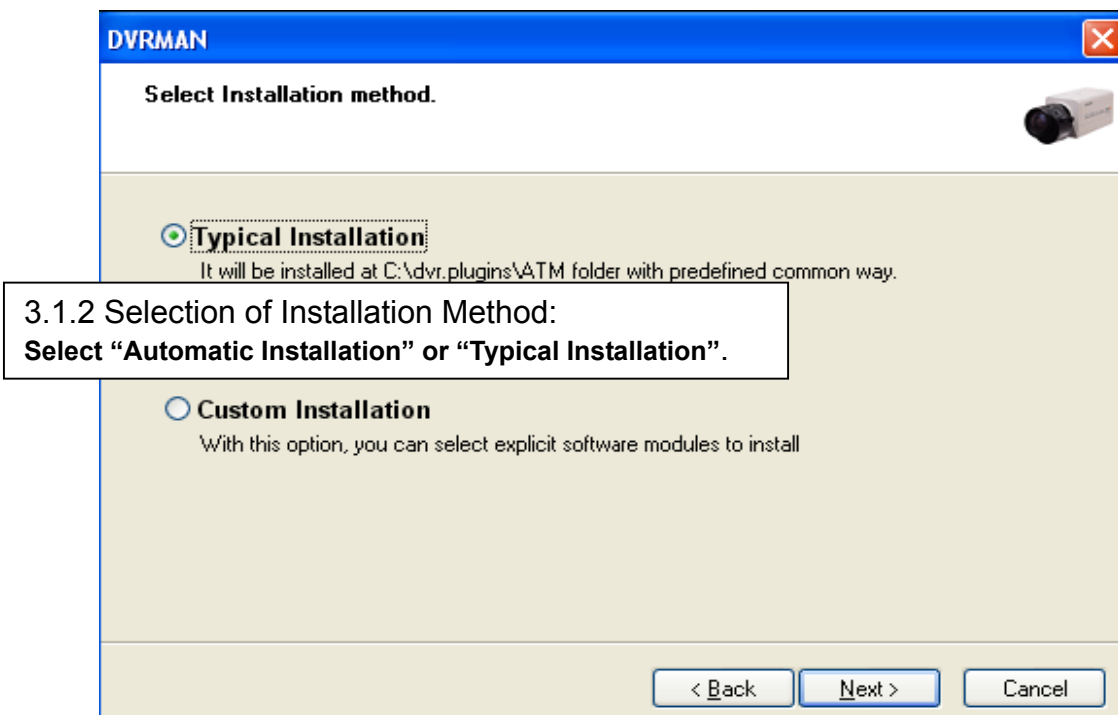 DVRMAN
Select Installation method.
Typical Installation
It will be installed at C:\dvr.plugins\ATM folder with predefined common way.
3.1.2 Selection of Installation Method:
Select “Automatic Installation” or “Typical Installation”.
Custom Installation
With this option, you can select explicit software modules to install
< Back Next > Cancel